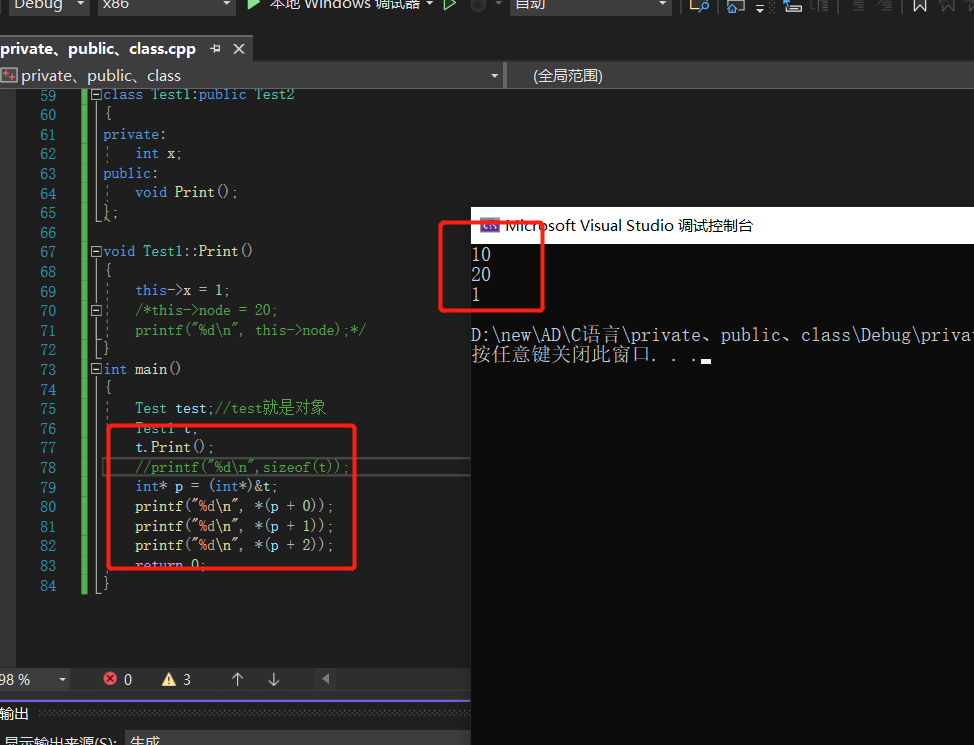 Debug x86 本地 Windows 调试器 自动
private、public、class.cpp
private、public、class (全局范围)
59 class Test1:public Test2
60 {
61 private:
62 int x;
63 public:
64 void Print();
65 };
66
67 void Test1::Print()
68 {
69 this->x = 1;
70 /*this->node = 20;
71 printf("%d\n", this->node);*/
72 }
73 int main()
74 {
75 Test test;//test就是对象
76 Test1 t;
77 t.Print();
78 //printf("%d\n",sizeof(t));
79 int* p = (int*)&t;
80 printf("%d\n", *(p + 0));
81 printf("%d\n", *(p + 1));
82 printf("%d\n", *(p + 2));
83 return 0;
84 }
Microsoft Visual Studio 调试控制台
10
20
1
D:\new\AD\C语言\private、public、class\Debug\priva
按任意键关闭此窗口. . .
98 % 0 3
输出
显示输出来源(S): 生成